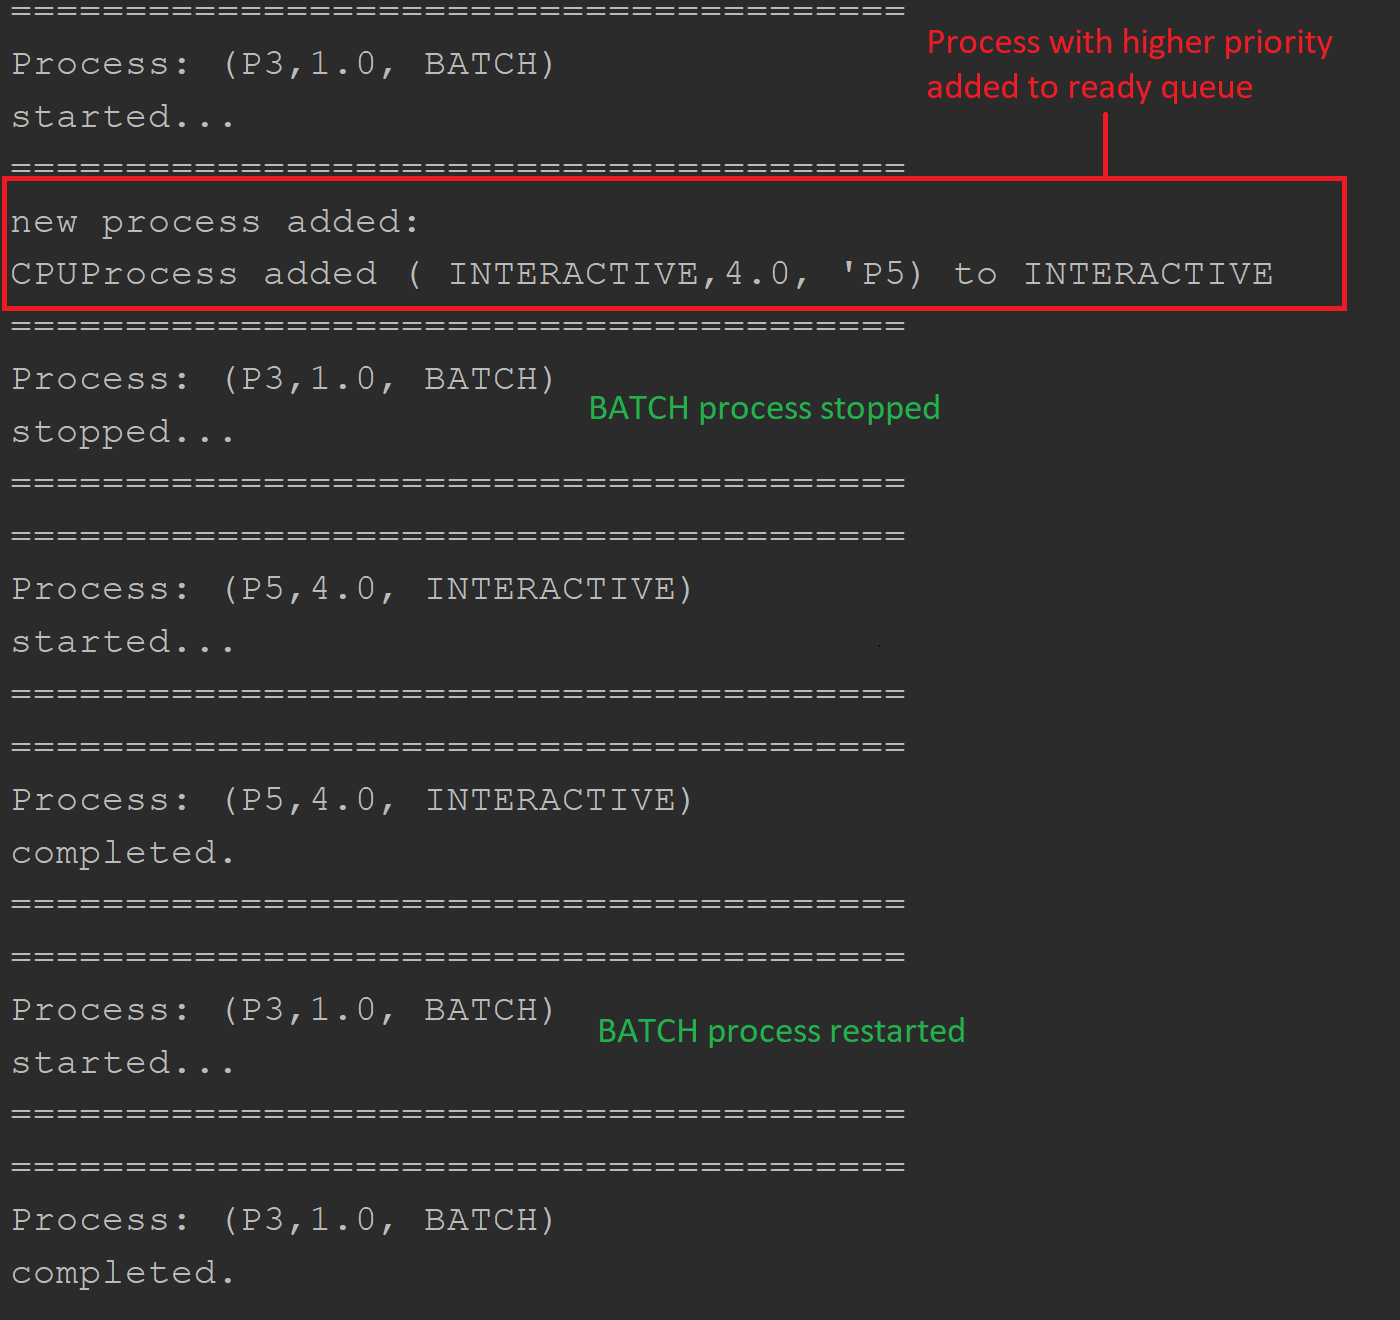 =======================================
Process: (P3,1.0, BATCH)
started...
=======================================
Process with higher priority
added to ready queue
new process added:
CPUProcess added ( INTERACTIVE,4.0, 'P5) to INTERACTIVE
=======================================
Process: (P3,1.0, BATCH)
stopped...
BATCH process stopped
=======================================
=======================================
Process: (P5,4.0, INTERACTIVE)
started...
=======================================
=======================================
Process: (P5,4.0, INTERACTIVE)
completed.
=======================================
=======================================
Process: (P3,1.0, BATCH)
started...
BATCH process restarted
=======================================
=======================================
Process: (P3,1.0, BATCH)
completed.